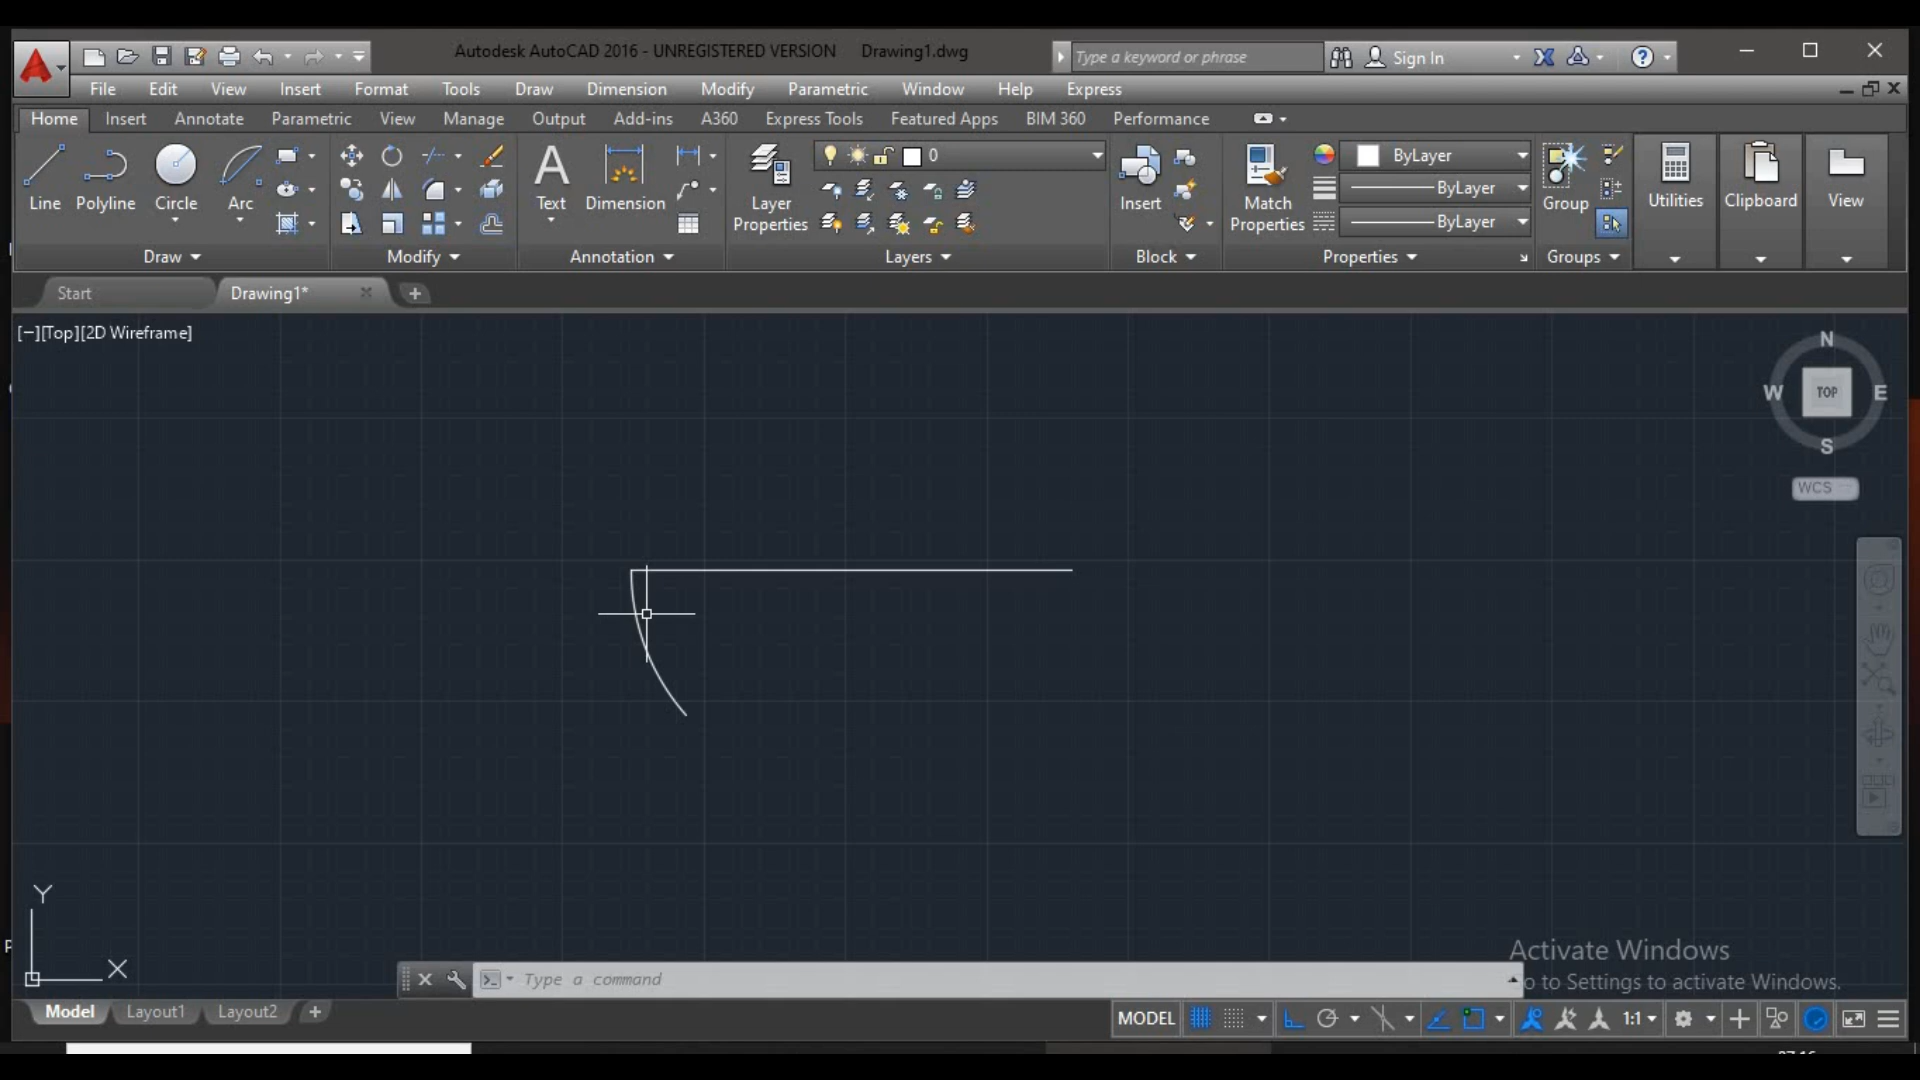 Autodesk AutoCAD 2016 - UNREGISTERED VERSION Drawing1.dwg
Type a keyword or phrase
Sign In
File Edit View Insert Format Tools Draw Dimension Modify Parametric Window Help Express
Home Insert Annotate Parametric View Manage Output Add-ins A360 Express Tools Featured Apps BIM 360 Performance
Line Polyline Circle Arc
Text Dimension
Layer Properties
0
Insert
Match Properties
ByLayer
ByLayer
ByLayer
Group
Utilities Clipboard View
Draw Modify Annotation Layers Block Properties Groups
Start Drawing1*
[−][Top][2D Wireframe]
N
W TOP E
S
WCS
Y
X
Type a command
Activate Windows
o to Settings to activate Windows.
Model Layout1 Layout2
MODEL 1:1